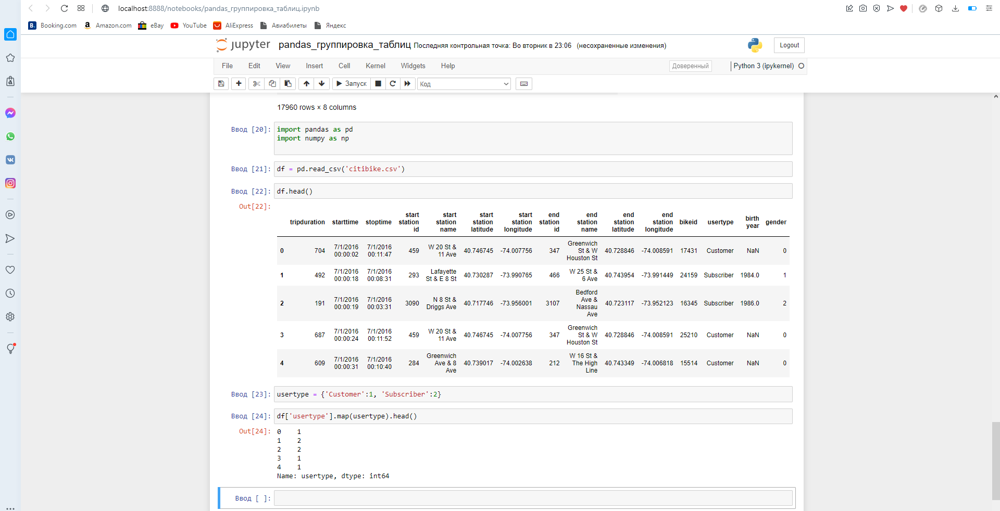 localhost:8888/notebooks/pandas_группировка_таблиц.ipynb
B. Booking.com Amazon.com eBay YouTube AliExpress Авиабилеты Яндекс
jupyter pandas_группировка_таблиц Последняя контрольная точка: Во вторник в 23:06 (несохраненные изменения) Logout
File Edit View Insert Cell Kernel Widgets Help Доверенный Python 3 (ipykernel)
Запуск Код
17960 rows × 8 columns
Ввод [20]: import pandas as pd
import numpy as np
Ввод [21]: df = pd.read_csv('citibike.csv')
Ввод [22]: df.head()
Out[22]:
start start start start end end end end
tripduration starttime stoptime station station station station station station station station bikeid usertype birth gender
id name latitude longitude id name latitude longitude year
Greenwich
0 704 7/1/2016 7/1/2016 459 W 20 St & 40.746745 -74.007756 347 St & W 40.728846 -74.008591 17431 Customer NaN 0
00:00:02 00:11:47 11 Ave Houston St
1 492 7/1/2016 7/1/2016 293 Lafayette 40.730287 -73.990765 466 W 25 St & 40.743954 -73.991449 24159 Subscriber 1984.0 1
00:00:18 00:08:31 St & E 8 St 6 Ave
Bedford
2 191 7/1/2016 7/1/2016 3090 N 8 St & 40.717746 -73.956001 3107 Ave & 40.723117 -73.952123 16345 Subscriber 1986.0 2
00:00:19 00:03:31 Driggs Ave Nassau
Ave
Greenwich
3 687 7/1/2016 7/1/2016 459 W 20 St & 40.746745 -74.007756 347 St & W 40.728846 -74.008591 25210 Customer NaN 0
00:00:24 00:11:52 11 Ave Houston St
Greenwich W 16 St &
4 609 7/1/2016 7/1/2016 284 Ave & 8 40.739017 -74.002638 212 The High 40.743349 -74.006818 15514 Customer NaN 0
00:00:31 00:10:40 Ave Line
Ввод [23]: usertype = {'Customer':1, 'Subscriber':2}
Ввод [24]: df['usertype'].map(usertype).head()
Out[24]: 0 1
1 2
2 2
3 1
4 1
Name: usertype, dtype: int64
Ввод [ ]: